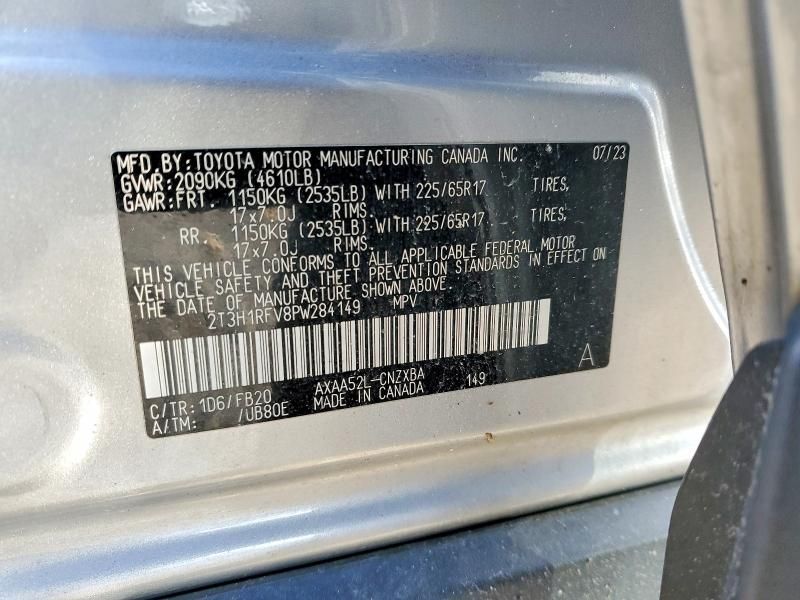 MFD.BY:TOYOTA MOTOR MANUFACTURING CANADA INC. 07/23
GVWR:2090KG (4610LB)
GAWR:FRT. 1150KG (2535LB) WITH 225/65R17 TIRES,
17x7.0J RIMS.
RR. 1150KG (2535LB) WITH 225/65R17 TIRES,
17x7.0J RIMS.
THIS VEHICLE CONFORMS TO ALL APPLICABLE FEDERAL MOTOR
VEHICLE SAFETY AND THEFT PREVENTION STANDARDS IN EFFECT ON
THE DATE OF MANUFACTURE SHOWN ABOVE.
2T3H1RFV8PW284149 MPV
A
C/TR:1D6/FB20 AXAA52L-CNZXBA 149
A/TM: /UB80E MADE IN CANADA